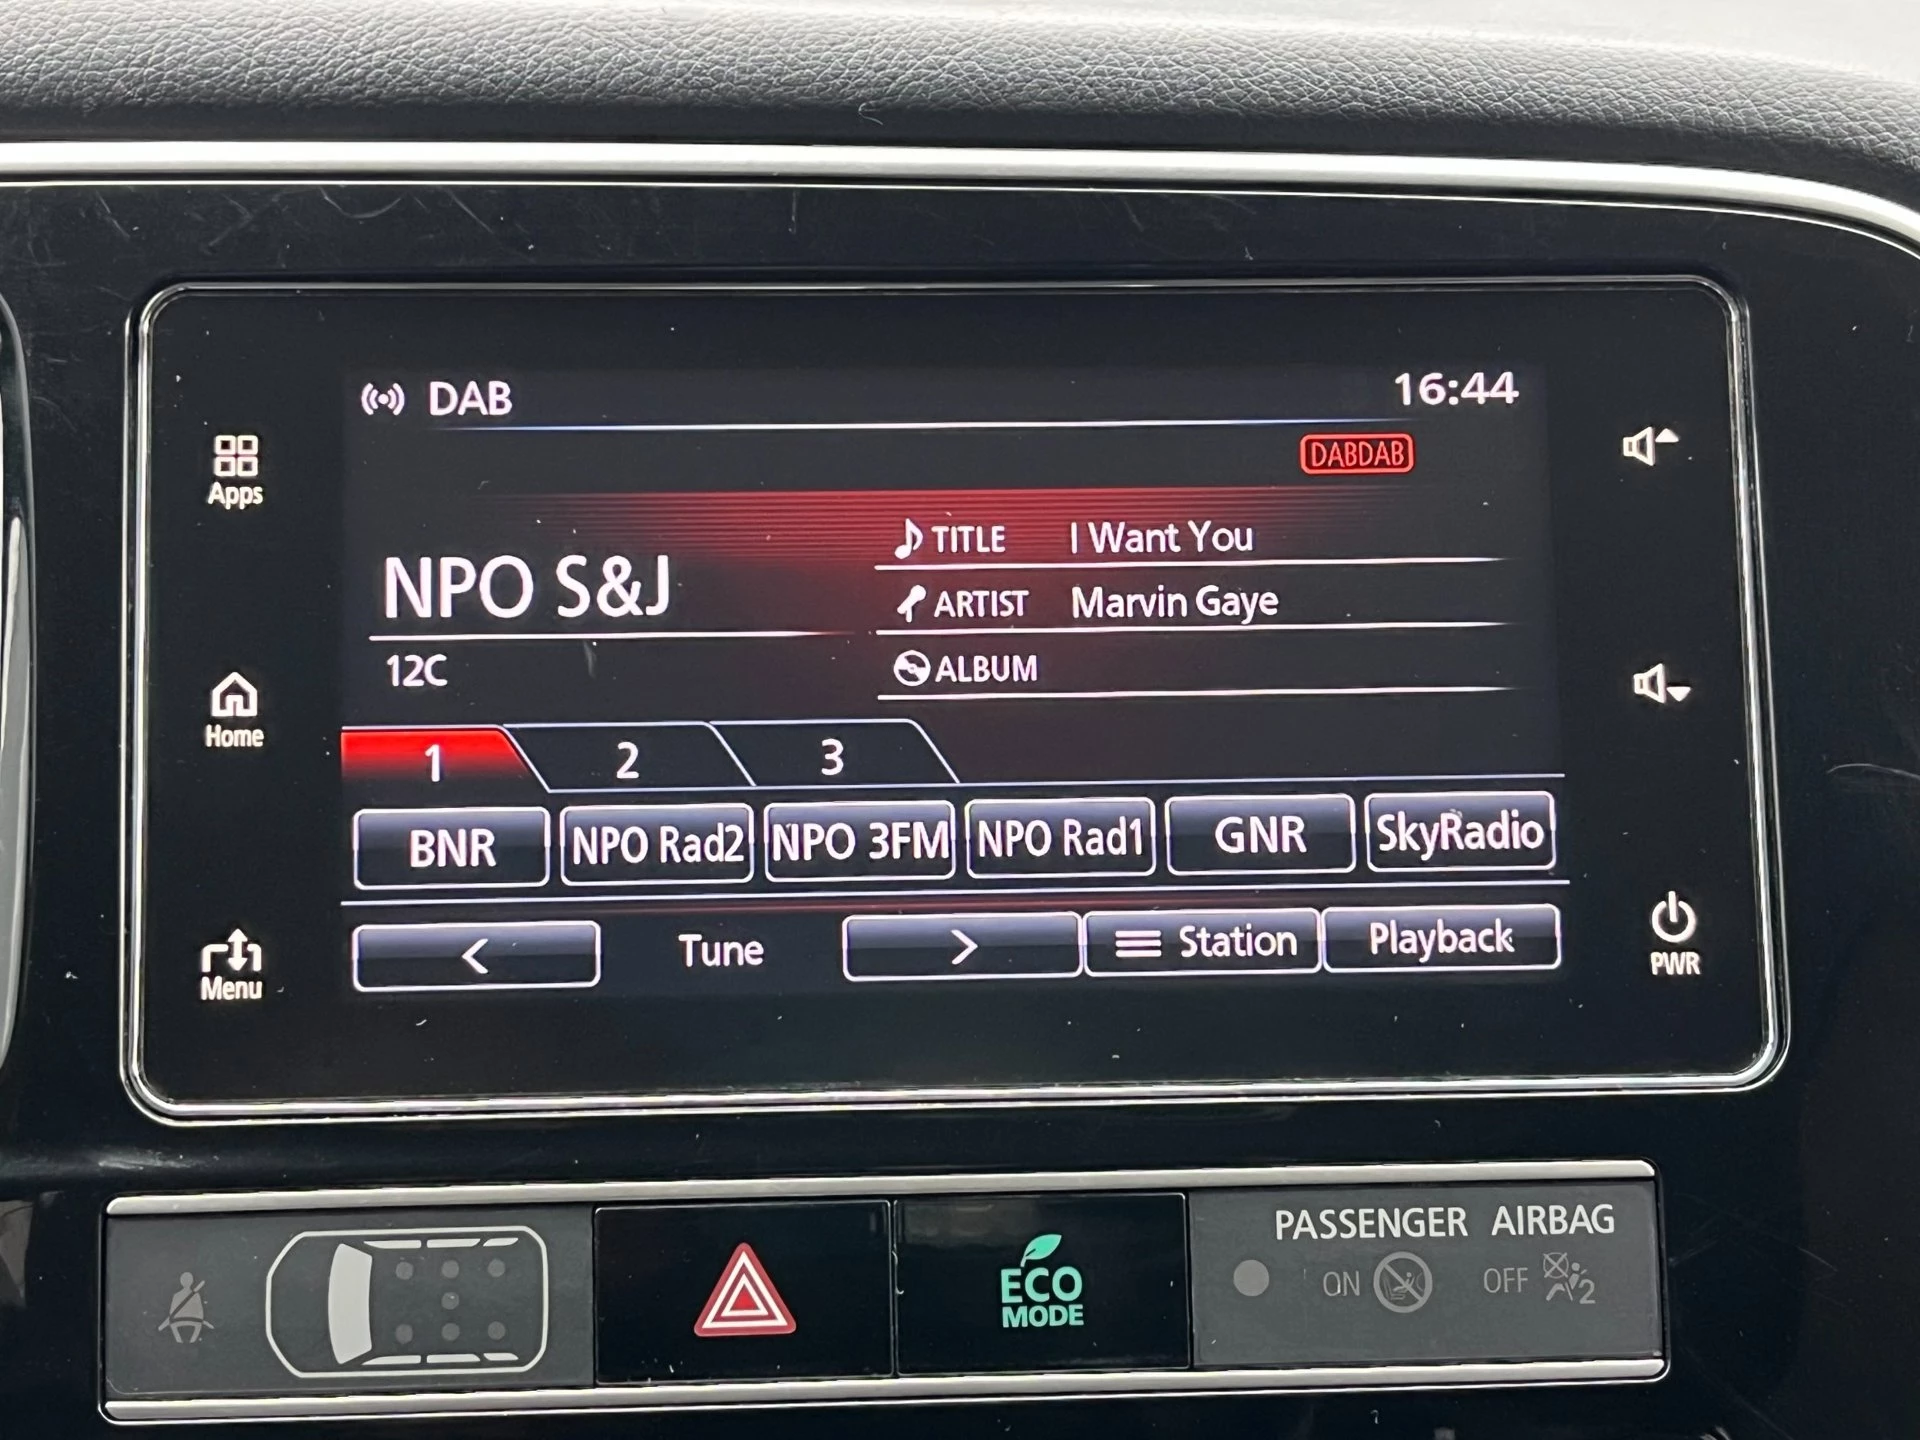 DAB
16:44
DABDAB
Apps
TITLE I Want You
NPO S&J
ARTIST Marvin Gaye
12C
ALBUM
Home
1 2 3
BNR NPO Rad2 NPO 3FM NPO Rad1 GNR SkyRadio
< Tune > Station Playback
Menu
PWR
PASSENGER AIRBAG
ECO
MODE
ON OFF 2